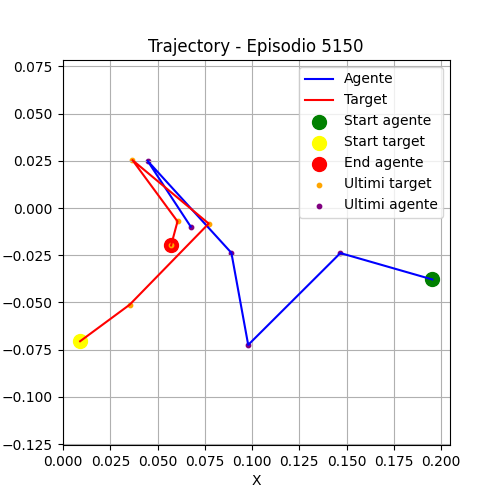 Trajectory - Episodio 5150
0.075
0.050
0.025
0.000
−0.025
−0.050
−0.075
−0.100
−0.125
Agente
Target
Start agente
Start target
End agente
Ultimi target
Ultimi agente
0.000 0.025 0.050 0.075 0.100 0.125 0.150 0.175 0.200
X